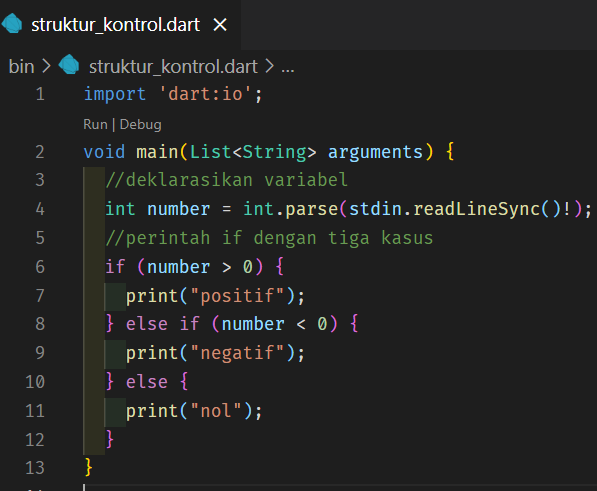 struktur_kontrol.dart ×
bin > struktur_kontrol.dart > ...
1 import 'dart:io';
Run | Debug
2 void main(List<String> arguments) {
3 //deklarasikan variabel
4 int number = int.parse(stdin.readLineSync()!);
5 //perintah if dengan tiga kasus
6 if (number > 0) {
7 print("positif");
8 } else if (number < 0) {
9 print("negatif");
10 } else {
11 print("nol");
12 }
13 }